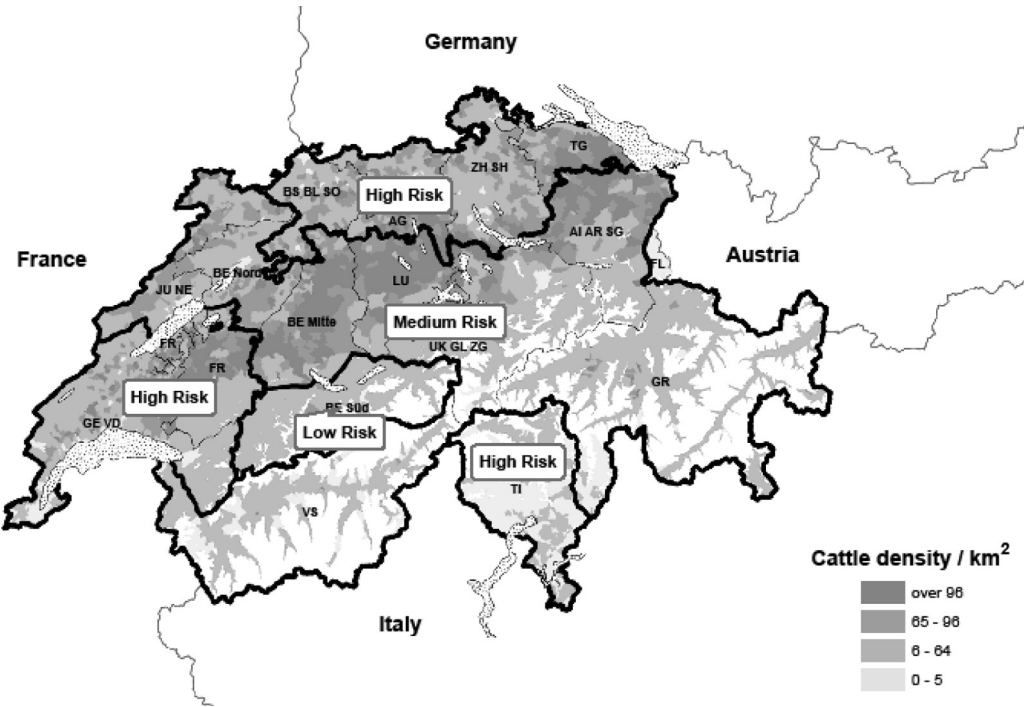 Germany
TG
ZH SH
BS BL SO
High Risk
AG
AI AR SG
France
Austria
FL
BE Nord
LU
JU NE
BE Mitte
Medium Risk
FR
UK GL ZG
FR
GR
High Risk
BE Süd
GE VD
Low Risk
High Risk
TI
VS
Italy
Cattle density / km2
over 96
65 - 96
6 - 64
0 - 5